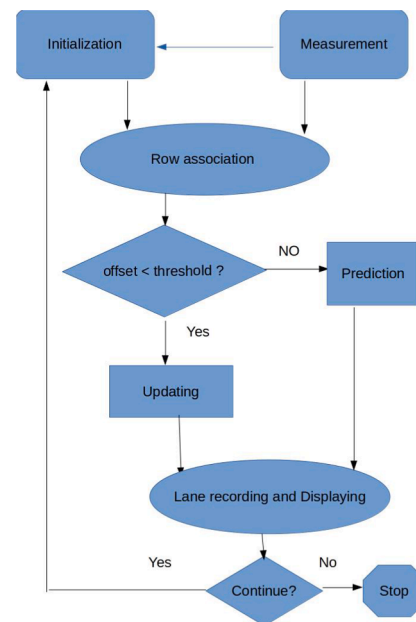 Initialization
Measurement
Row association
offset < threshold ?
NO
Prediction
Yes
Updating
Lane recording and Displaying
Yes
No
Continue?
Stop